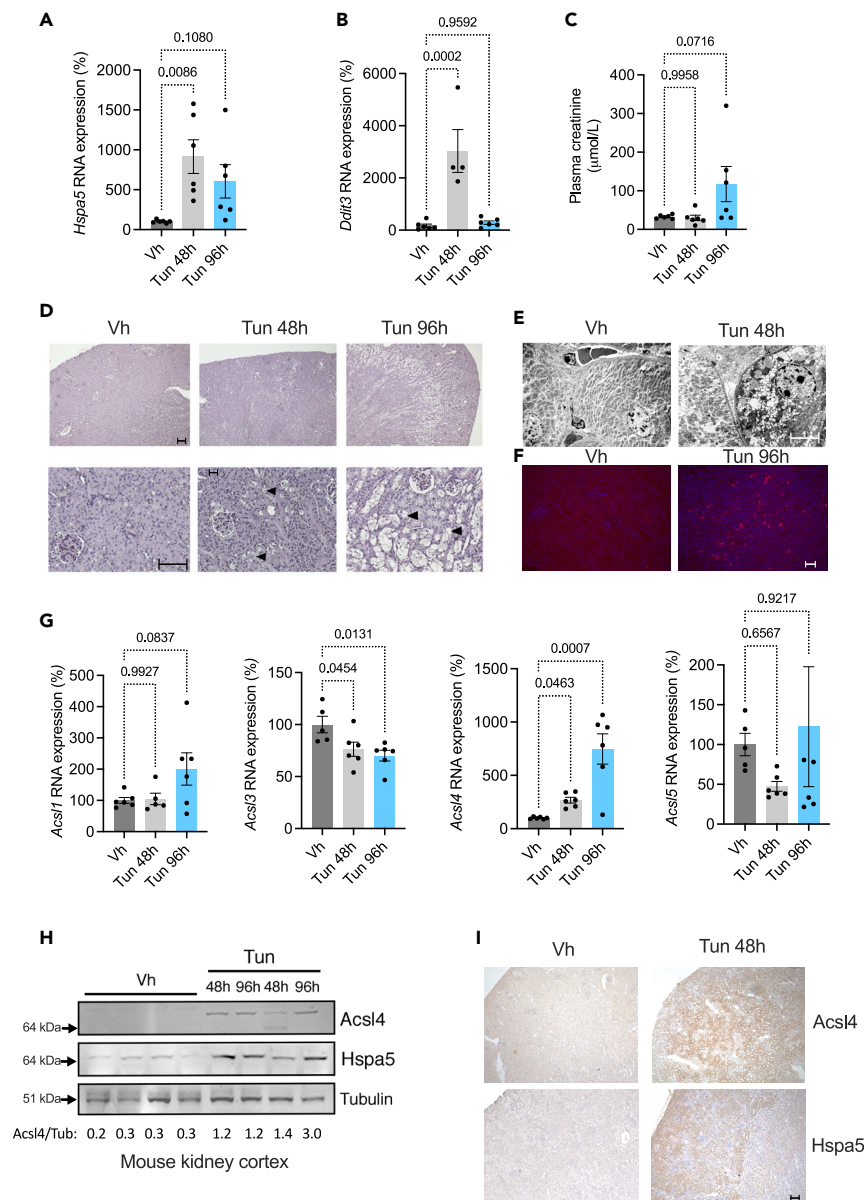 A
Hspa5 RNA expression (%)
0.1080
0.0086
2000
1500
1000
500
0
Vh
Tun 48h
Tun 96h
B
Ddit3 RNA expression (%)
0.9592
0.0002
6000
4000
2000
0
Vh
Tun 48h
Tun 96h
C
Plasma creatinine
(μmol/L)
0.0716
0.9958
400
300
200
100
0
Vh
Tun 48h
Tun 96h
D
Vh
Tun 48h
Tun 96h
E
Vh
Tun 48h
F
Vh
Tun 96h
G
Acsl1 RNA expression (%)
0.0837
0.9927
500
400
300
200
100
0
Vh
Tun 48h
Tun 96h
Acsl3 RNA expression (%)
0.0131
0.0454
150
100
50
0
Vh
Tun 48h
Tun 96h
Acsl4 RNA expression (%)
0.0007
0.0463
1500
1000
500
0
Vh
Tun 48h
Tun 96h
Acsl5 RNA expression (%)
0.9217
0.6567
200
150
100
50
0
Vh
Tun 48h
Tun 96h
H
Tun
Vh
48h 96h 48h 96h
64 kDa
Acsl4
64 kDa
Hspa5
51 kDa
Tubulin
Acsl4/Tub: 0.2 0.3 0.3 0.3 1.2 1.2 1.4 3.0
Mouse kidney cortex
I
Vh
Tun 48h
Acsl4
Hspa5